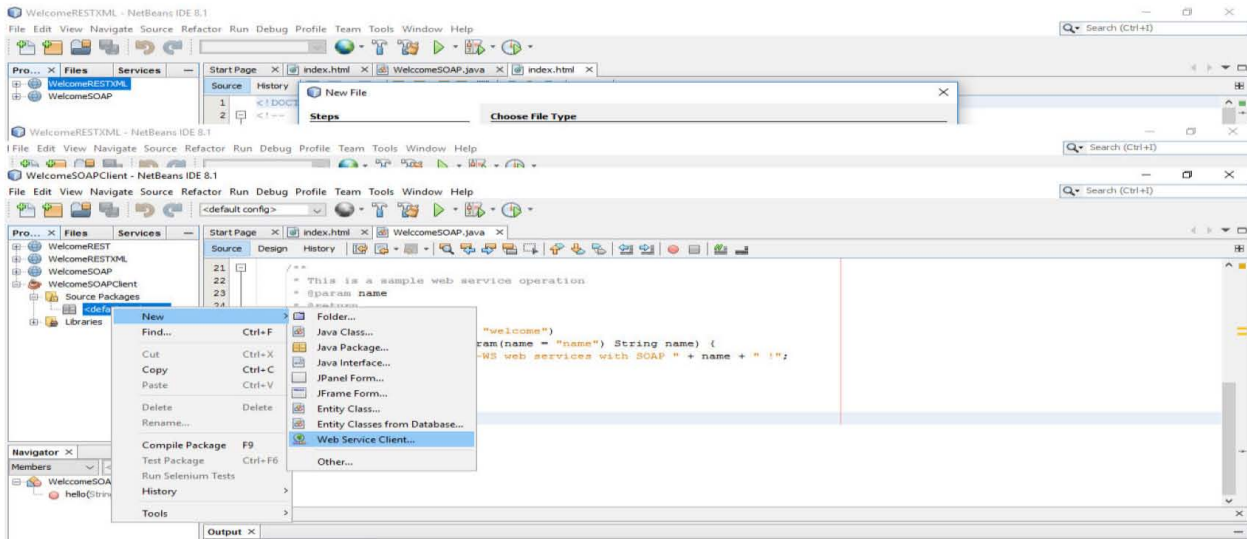 WelcomeRESTXML - NetBeans IDE 8.1
File Edit View Navigate Source Refactor Run Debug Profile Team Tools Window Help
Search (Ctrl+I)
Pro... Files Services
Start Page index.html WelccomeSOAP.java index.html
WelcomeRESTXML
WelcomeSOAP
Source History
New File
1 <!DOCT
2 <!--
Steps
Choose File Type
WelcomeRESTXML - NetBeans IDE 8.1
File Edit View Navigate Source Refactor Run Debug Profile Team Tools Window Help
Search (Ctrl+I)
WelcomeSOAPClient - NetBeans IDE 8.1
File Edit View Navigate Source Refactor Run Debug Profile Team Tools Window Help
Search (Ctrl+I)
<default config>
Pro... Files Services
Start Page index.html WelccomeSOAP.java
WelcomeREST
WelcomeRESTXML
WelcomeSOAP
WelcomeSOAPClient
Source Packages
<defa
Libraries
Source Design History
21 /**
22 * This is a sample web service operation
23 * @param name
24 * @return
"welcome")
ram(name = "name") String name) {
-WS web services with SOAP " + name + " !";
New
Find... Ctrl+F
Cut Ctrl+X
Copy Ctrl+C
Paste Ctrl+V
Delete Delete
Rename...
Compile Package F9
Test Package Ctrl+F6
Run Selenium Tests
History
Tools
Folder...
Java Class...
Java Package...
Java Interface...
JPanel Form...
JFrame Form...
Entity Class...
Entity Classes from Database...
Web Service Client...
Other...
Navigator
Members
WelccomeSOA
hello(Strin
Output